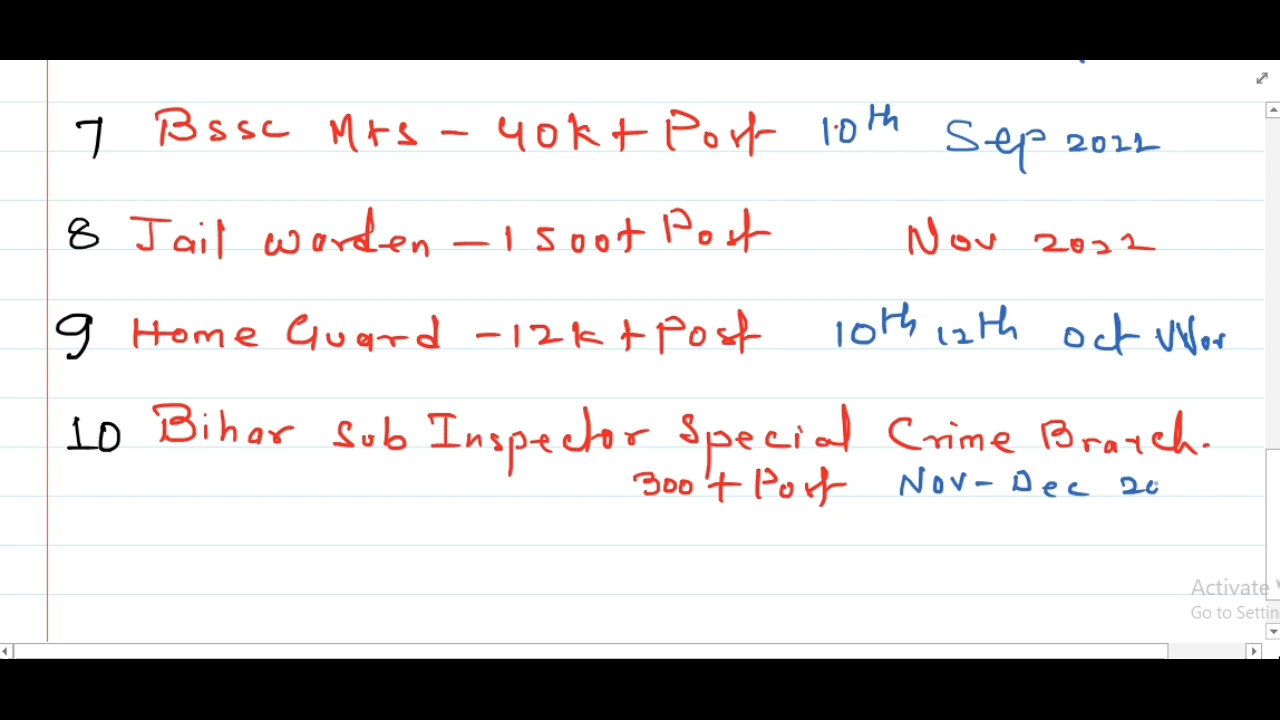 7 BSSC Mts - 40k + Post 10th Sep 2022
8 Jail warden - 1500+ Post Nov 2022
9 Home Guard - 12k + Post 10th 12th Oct
10 Bihar Sub Inspector Special Crime Branch.
300 + Post Nov - Dec 20
Activate
Go to Settin